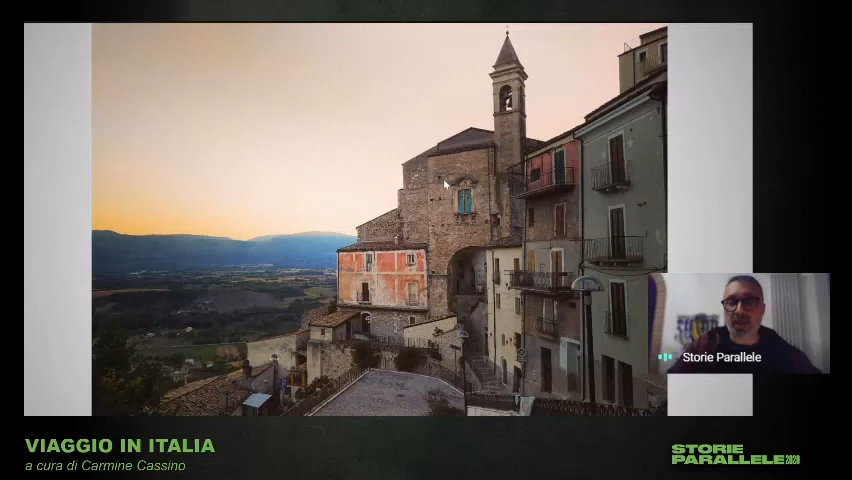 Storie Parallele
VIAGGIO IN ITALIA
a cura di Carmine Cassino
STORIE
PARALLELE2020